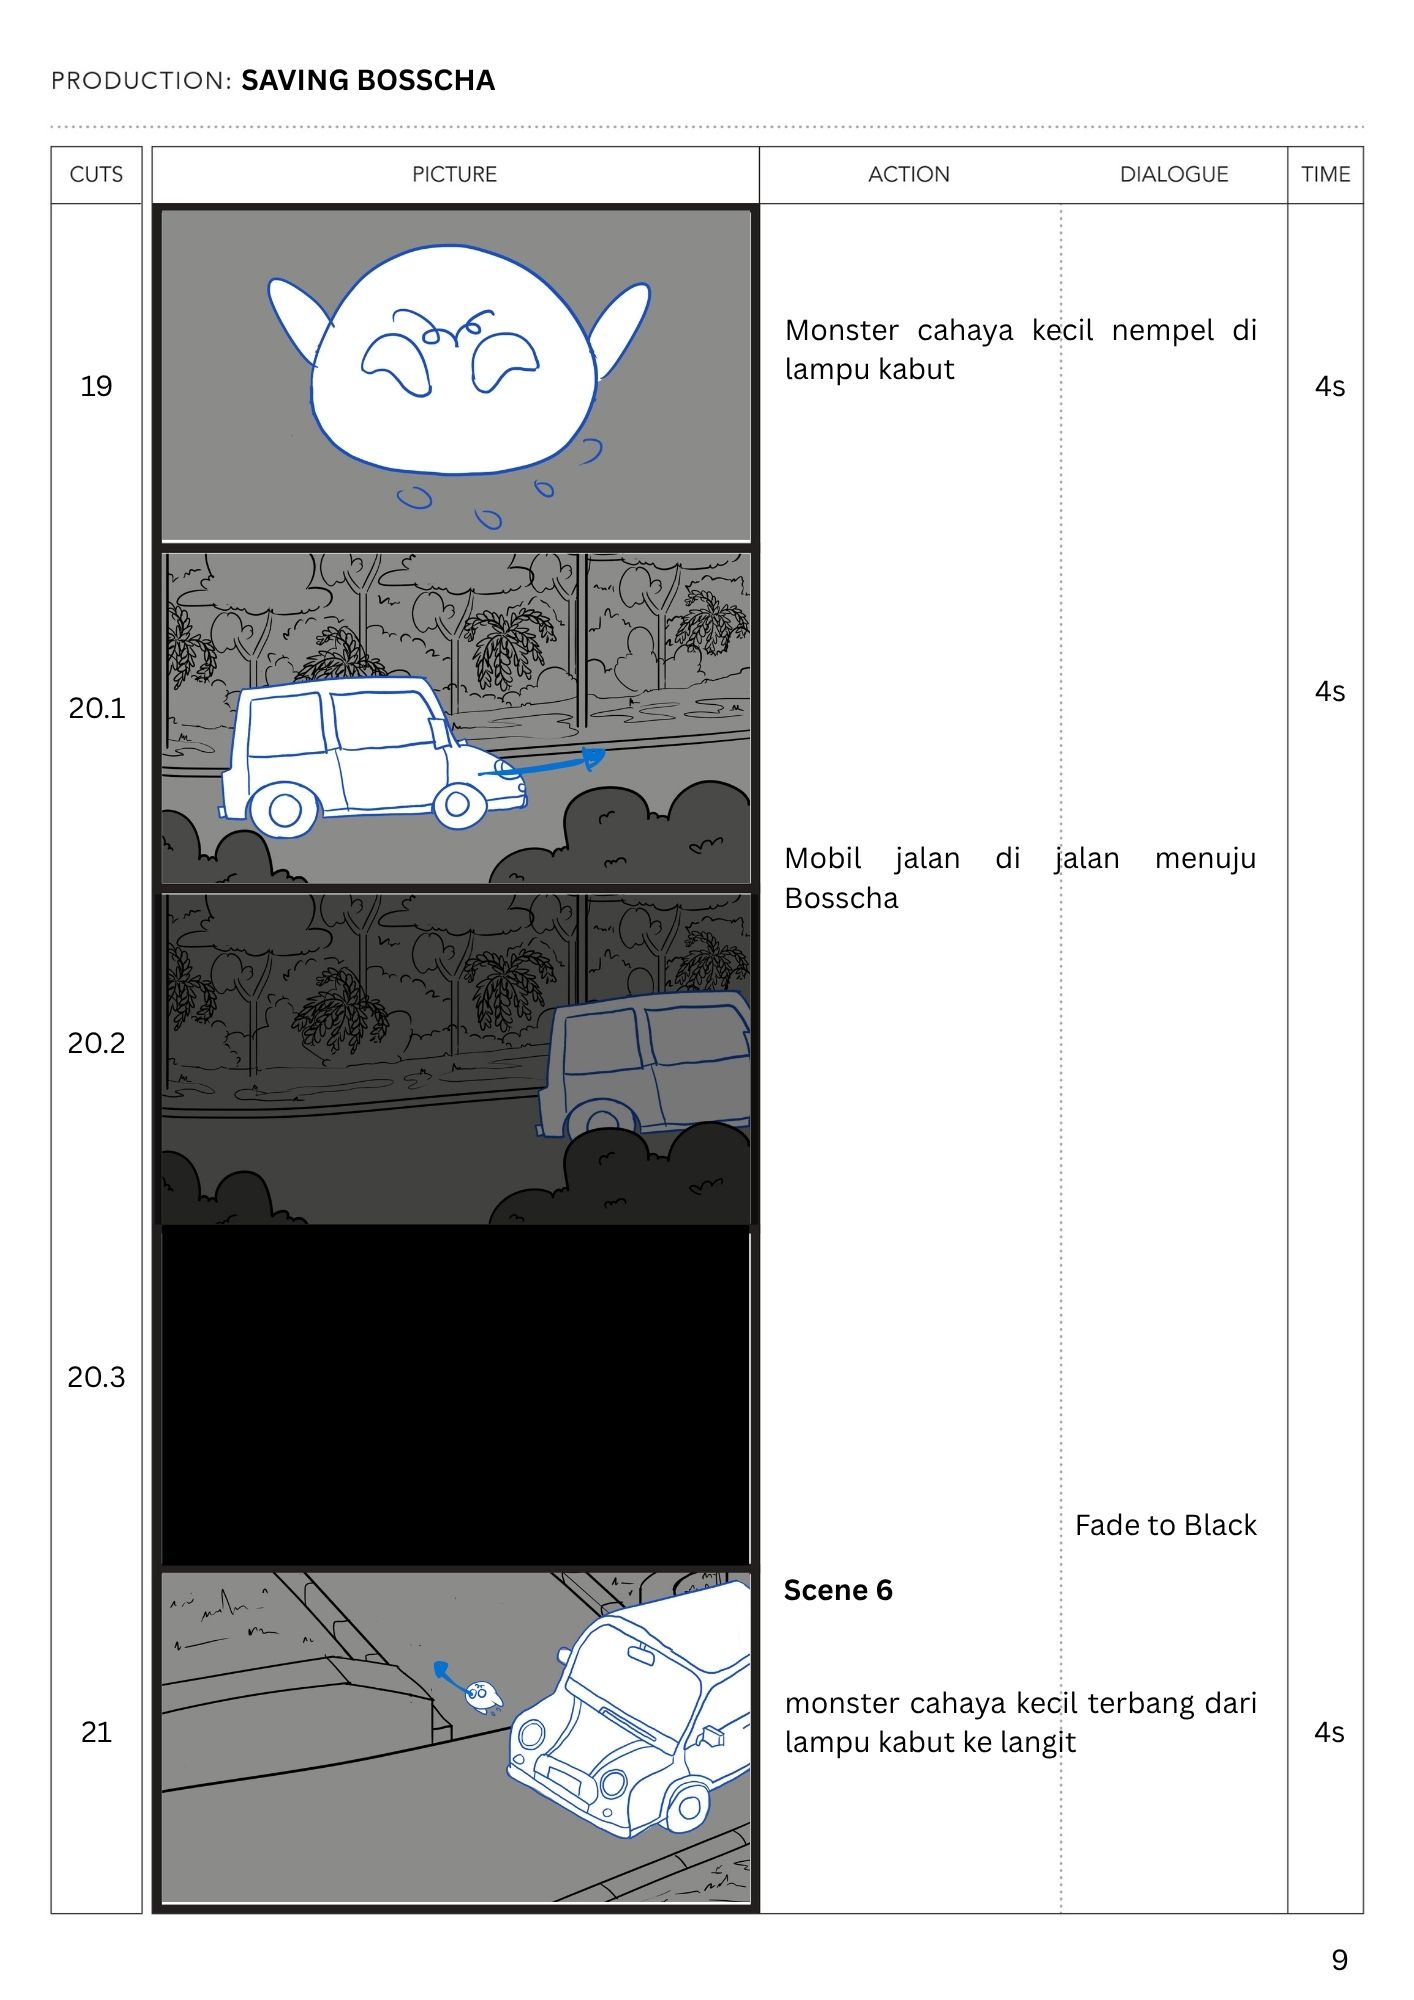 PRODUCTION: SAVING BOSSCHA
CUTS PICTURE ACTION DIALOGUE TIME
19
Monster cahaya kecil nempel di
lampu kabut
4s
20.1
4s
Mobil jalan di jalan menuju
Bosscha
20.2
20.3
Fade to Black
Scene 6
21
monster cahaya kecil terbang dari
lampu kabut ke langit
4s
9